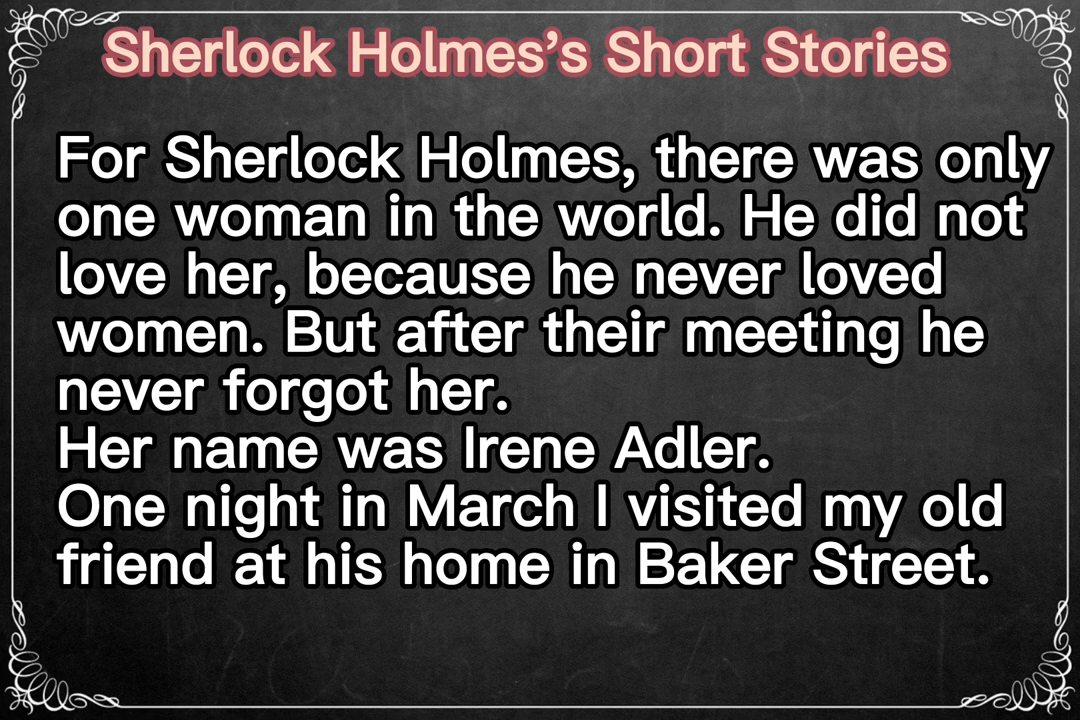 Sherlock Holmes’s Short Stories
For Sherlock Holmes, there was only
one woman in the world. He did not
love her, because he never loved
women. But after their meeting he
never forgot her.
Her name was Irene Adler.
One night in March I visited my old
friend at his home in Baker Street.